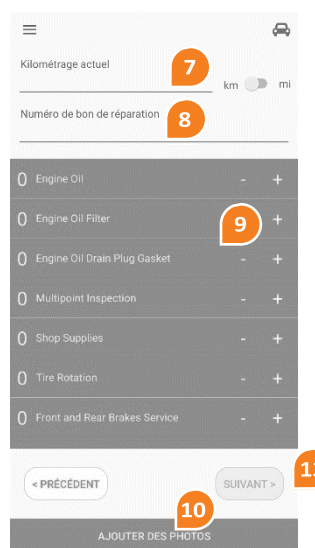 Kilométrage actuel
7
km mi
Numéro de bon de réparation
8
0 Engine Oil - +
0 Engine Oil Filter 9 +
0 Engine Oil Drain Plug Gasket - +
0 Multipoint Inspection - +
0 Shop Supplies - +
0 Tire Rotation - +
0 Front and Rear Brakes Service - +
< PRÉCÉDENT SUIVANT >
10
AJOUTER DES PHOTOS